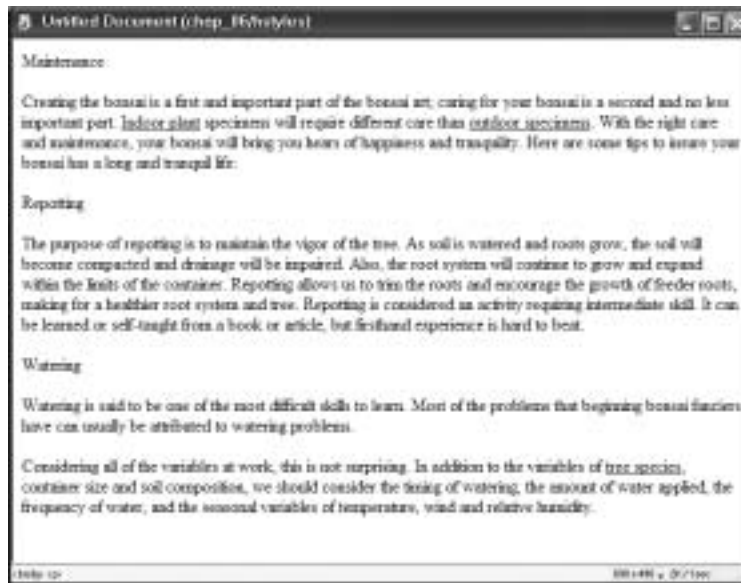 Untitled Document (chap_06/hstyles)
Maintenance
Creating the bonsai is a first and important part of the bonsai art, caring for your bonsai is a second and no less
important part. Indoor plant specimens will require different care than outdoor specimens. With the right care
and maintenance, your bonsai will bring you hours of happiness and tranquility. Here are some tips to insure your
bonsai has a long and tranquil life:
Repotting
The purpose of repotting is to maintain the vigor of the tree. As soil is watered and roots grow, the soil will
become compacted and drainage will be impaired. Also, the root system will continue to grow and expand
within the limits of the container. Repotting allows us to trim the roots and encourage the growth of feeder roots,
making for a healthier root system and tree. Repotting is considered an activity requiring intermediate skill. It can
be learned or self-taught from a book or article, but firsthand experience is hard to beat.
Watering
Watering is said to be one of the most difficult skills to learn. Most of the problems that beginning bonsai fanciers
have can usually be attributed to watering problems.
Considering all of the variables at work, this is not surprising. In addition to the variables of tree species,
container size and soil composition, we should consider the timing of watering, the amount of water applied, the
frequency of water, and the seasonal variables of temperature, wind and relative humidity.